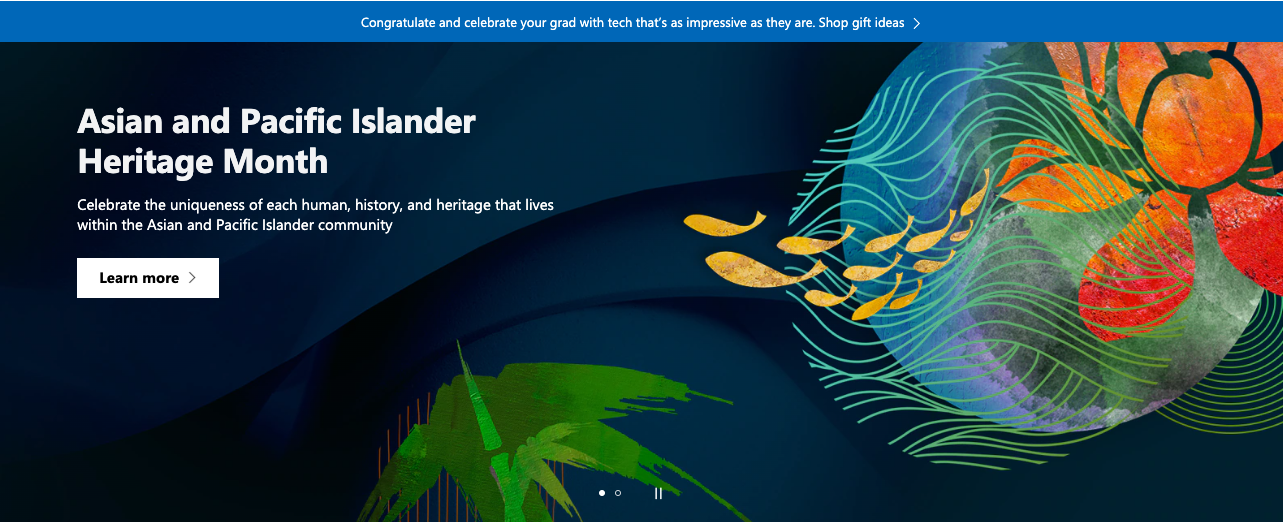 Congratulate and celebrate your grad with tech that's as impressive as they are. Shop gift ideas
Asian and Pacific Islander
Heritage Month
Celebrate the uniqueness of each human, history, and heritage that lives
within the Asian and Pacific Islander community
Learn more